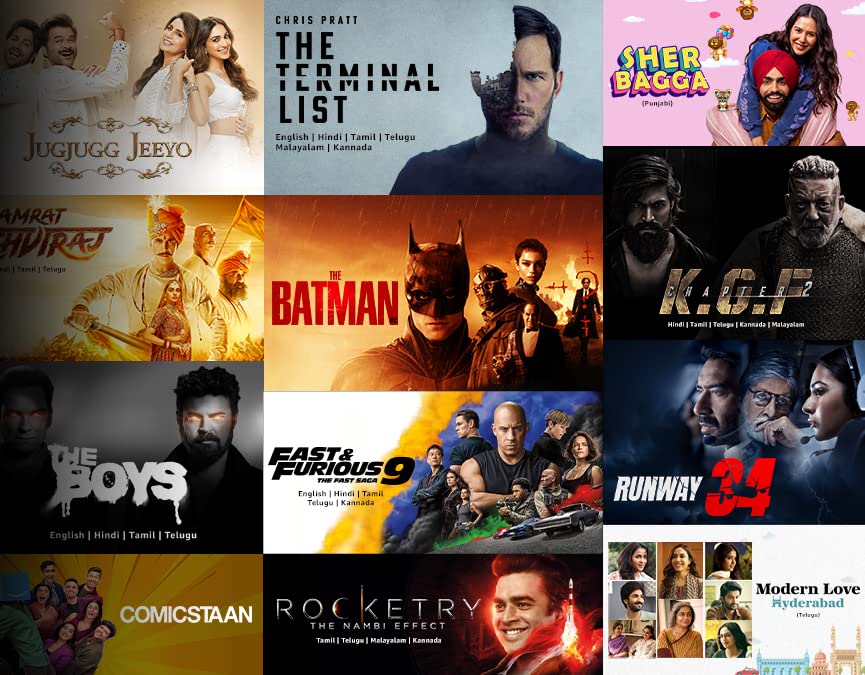 JUGJUGG JEEYO
CHRIS PRATT
THE
TERMINAL
LIST
English | Hindi | Tamil | Telugu
Malayalam | Kannada
SHER
BAGGA
(Punjabi)
AMRAT
HVIRAJ
ndi | Tamil | Telugu
THE
BATMAN
K.G.F
CHAPTER 2
Hindi | Tamil | Telugu | Kannada | Malayalam
THE
BOYS
English | Hindi | Tamil | Telugu
FAST &
FURIOUS 9
THE FAST SAGA
English | Hindi | Tamil
Telugu | Kannada
RUNWAY 34
COMICSTAAN
ROCKETRY
THE NAMBI EFFECT
Tamil | Telugu | Malayalam | Kannada
Modern Love
Hyderabad
(Telugu)